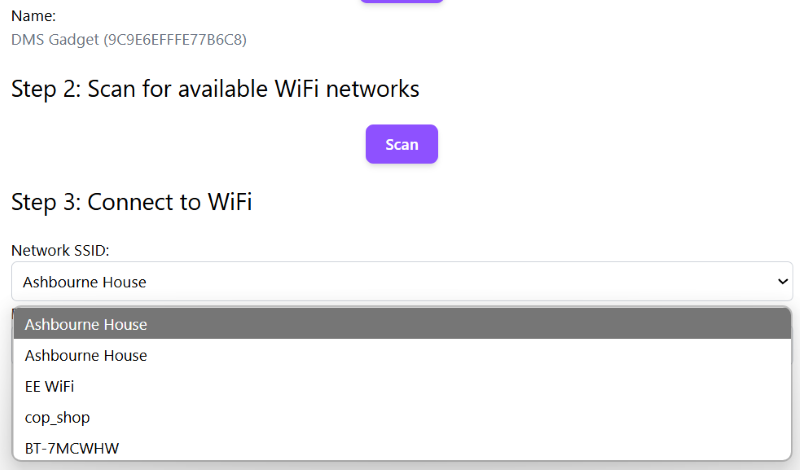 Name:
DMS Gadget (9C9E6EFFFE77B6C8)
Step 2: Scan for available WiFi networks
Scan
Step 3: Connect to WiFi
Network SSID:
Ashbourne House
Ashbourne House
Ashbourne House
EE WiFi
cop_shop
BT-7MCWHW